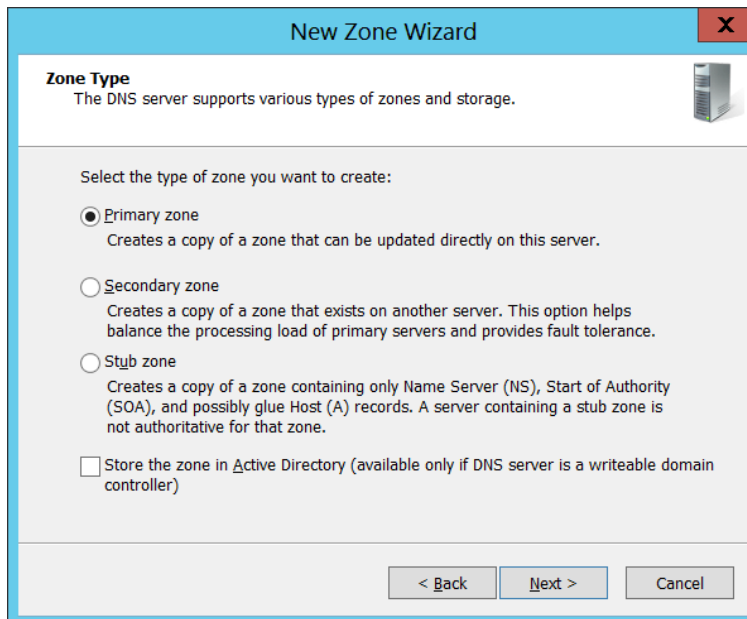 New Zone Wizard
X
Zone Type
The DNS server supports various types of zones and storage.
Select the type of zone you want to create:
Primary zone
Creates a copy of a zone that can be updated directly on this server.
Secondary zone
Creates a copy of a zone that exists on another server. This option helps
balance the processing load of primary servers and provides fault tolerance.
Stub zone
Creates a copy of a zone containing only Name Server (NS), Start of Authority
(SOA), and possibly glue Host (A) records. A server containing a stub zone is
not authoritative for that zone.
Store the zone in Active Directory (available only if DNS server is a writeable domain
controller)
< Back Next > Cancel